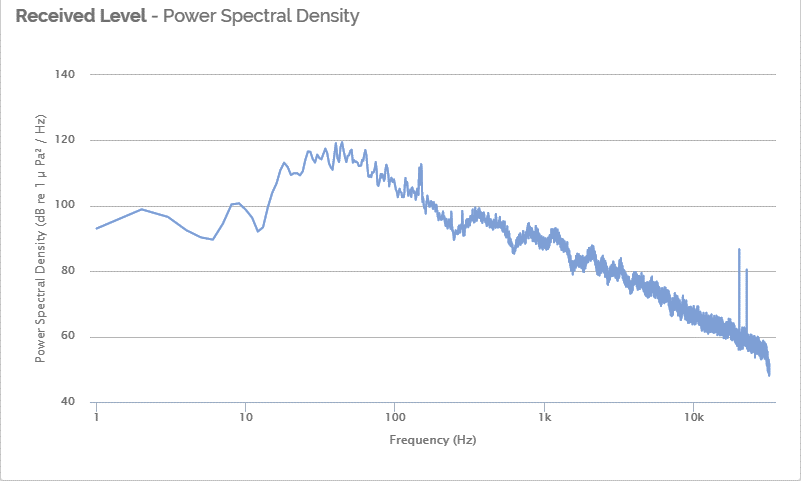 Received Level - Power Spectral Density
Power Spectral Density (dB re 1 µ Pa² / Hz)
140
120
100
80
60
40
1
10
100
1k
10k
Frequency (Hz)